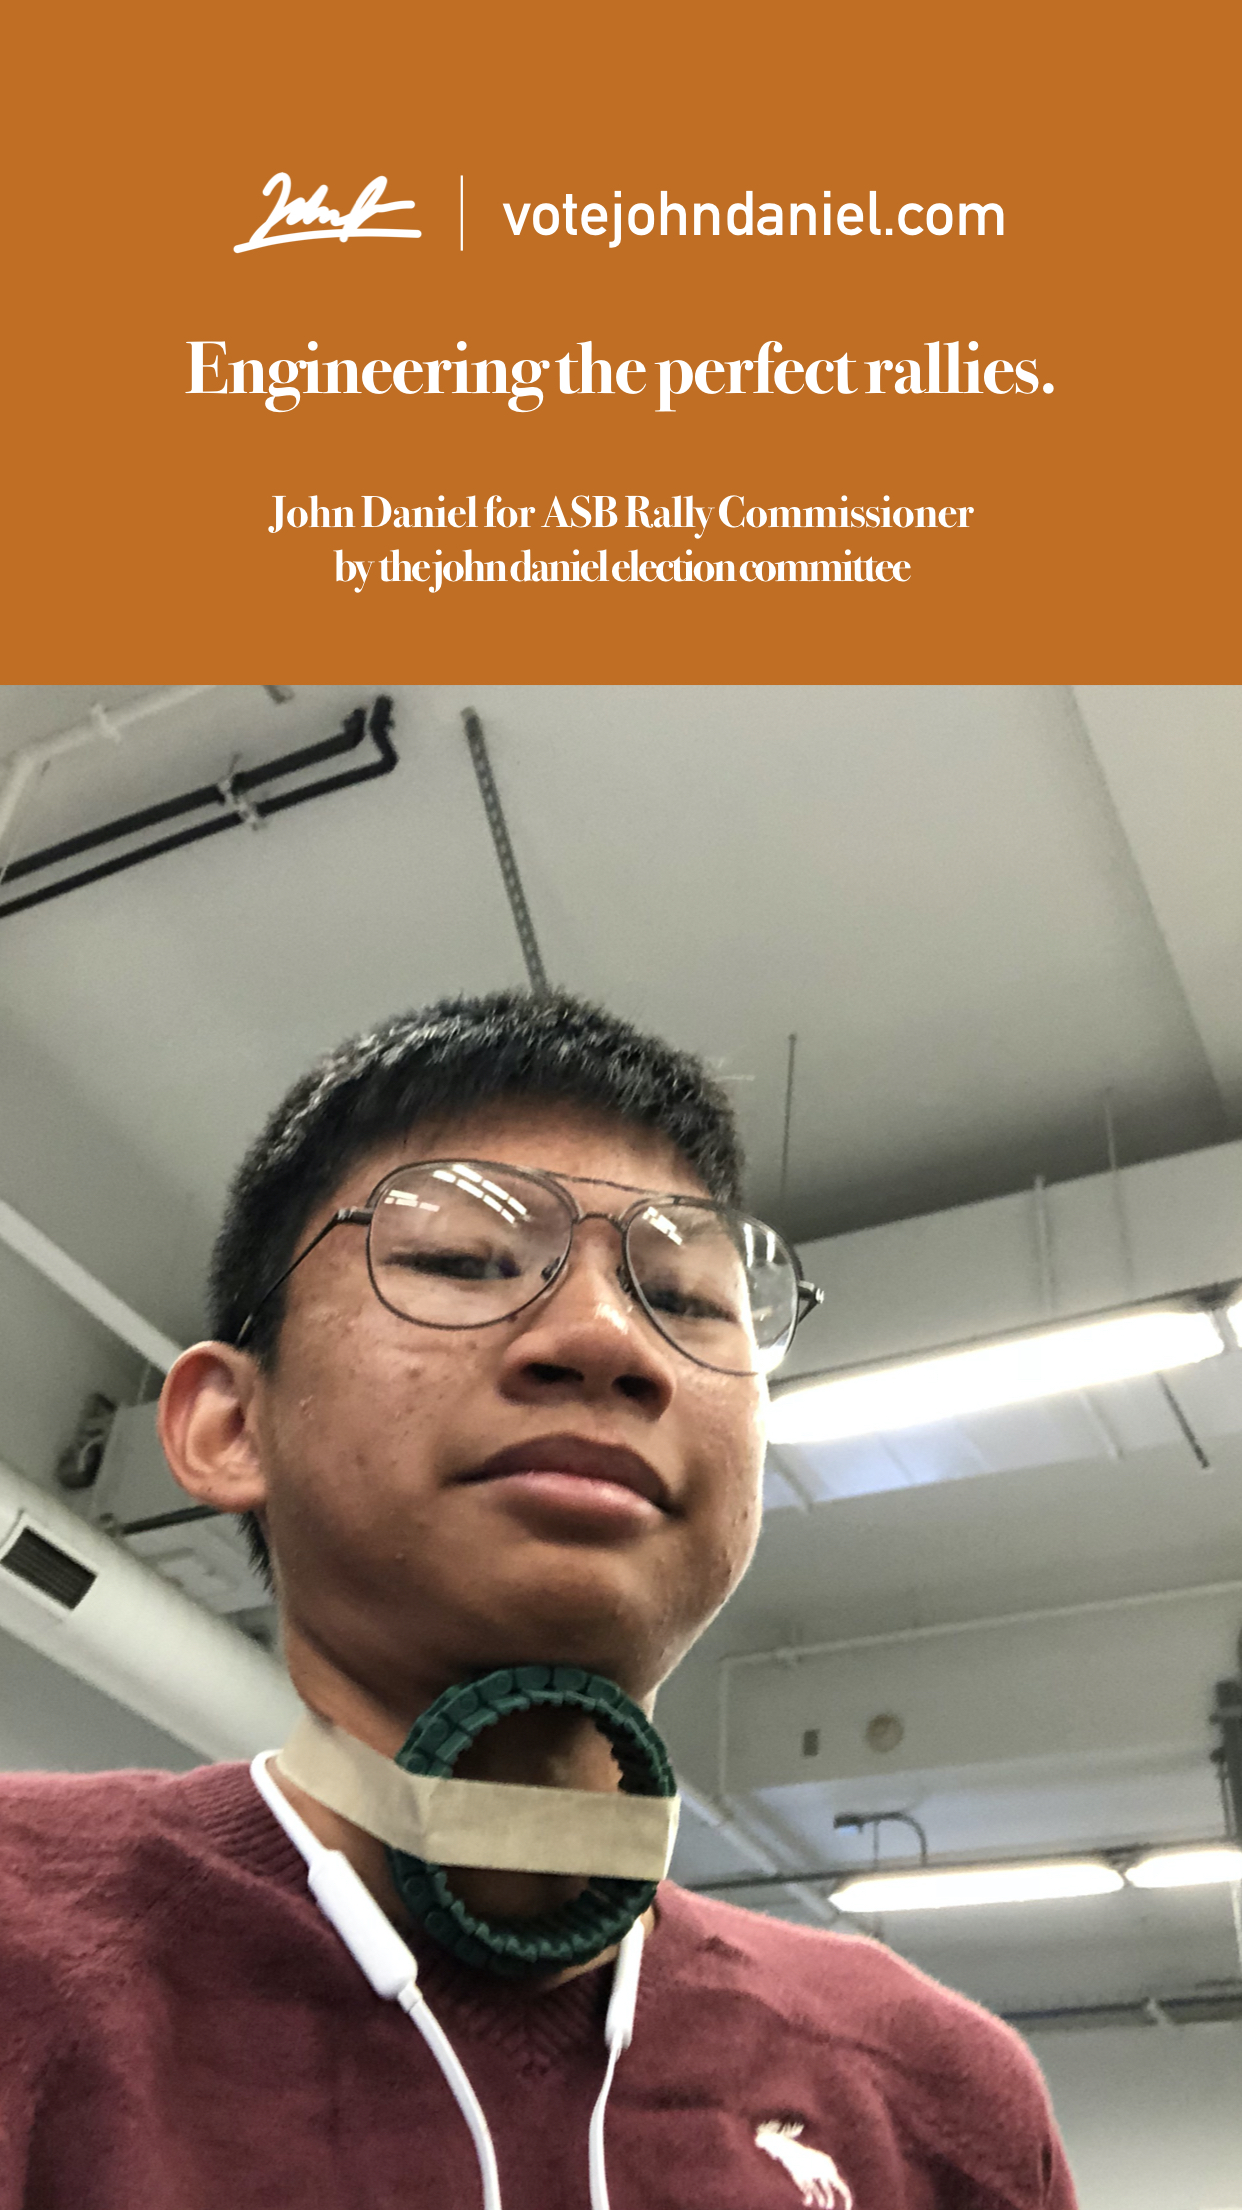 John
votejohndaniel.com
Engineering the perfect rallies.
John Daniel for ASB Rally Commissioner
by the john daniel election committee